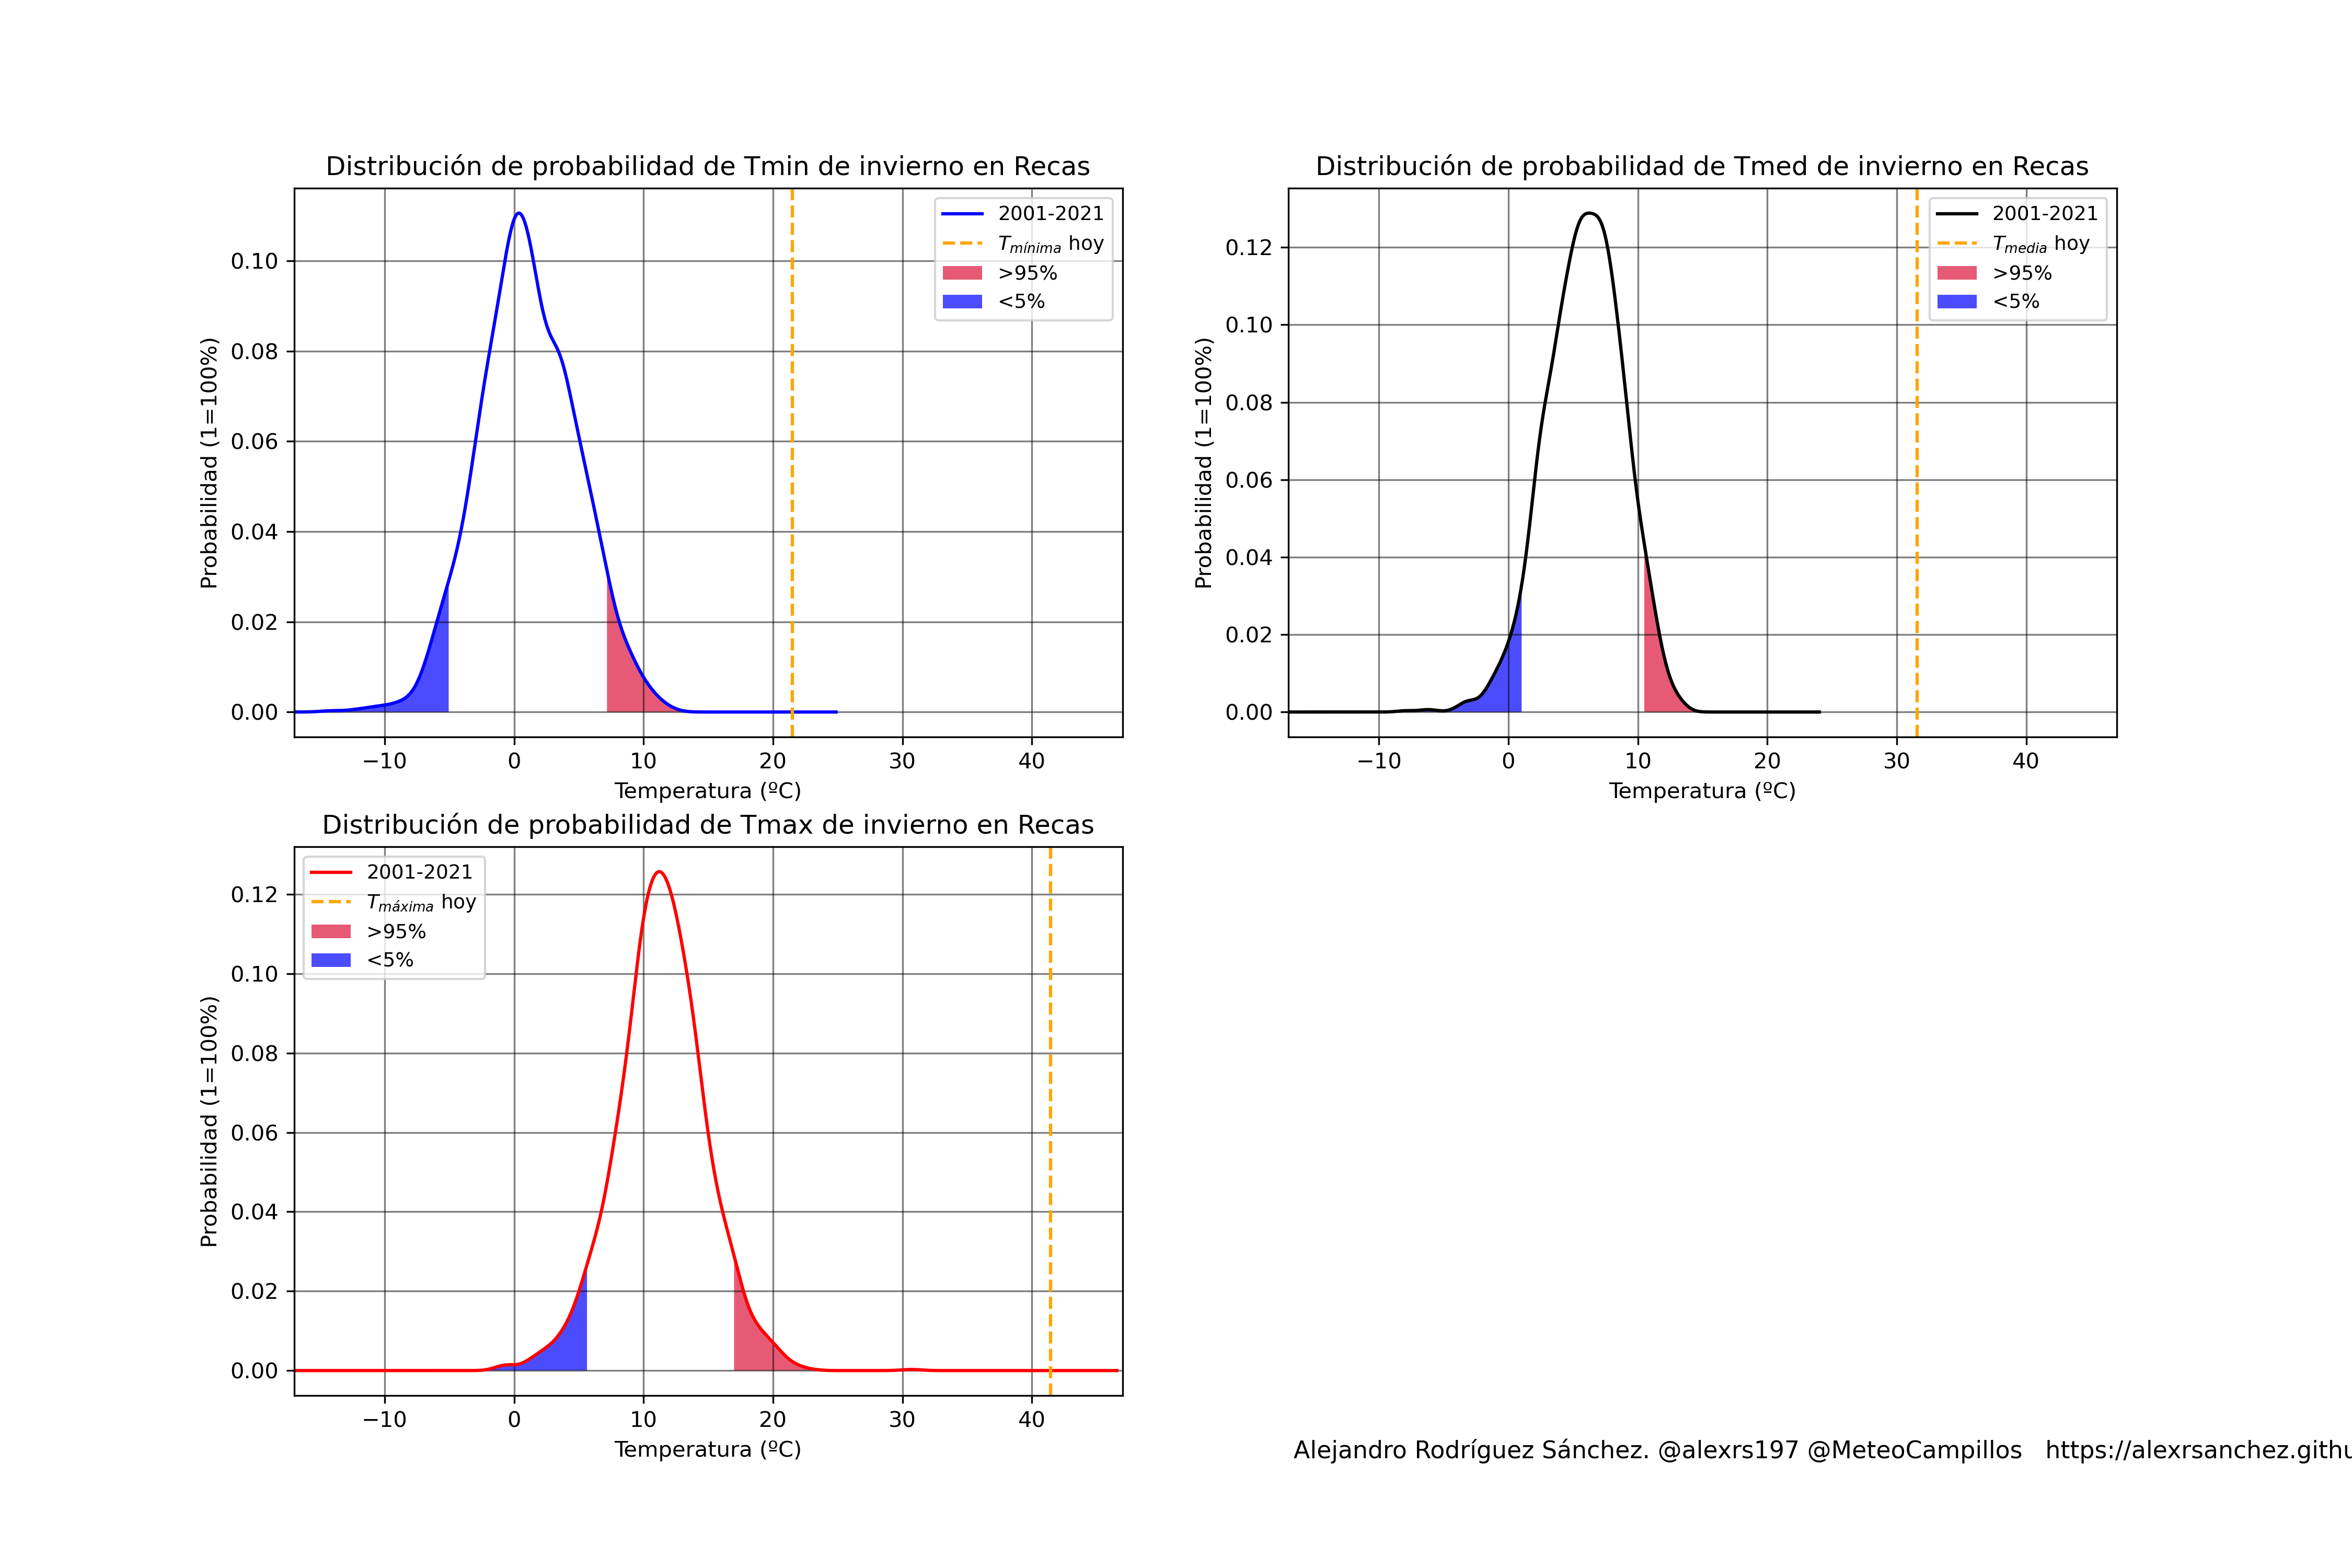 Distribución de probabilidad de Tmin de invierno en Recas
Probabilidad (1=100%)
0.10
0.08
0.06
0.04
0.02
0.00
−10 0 10 20 30 40
Temperatura (ºC)
2001-2021
Tmínima hoy
>95%
<5%
Distribución de probabilidad de Tmed de invierno en Recas
Probabilidad (1=100%)
0.12
0.10
0.08
0.06
0.04
0.02
0.00
−10 0 10 20 30 40
Temperatura (ºC)
2001-2021
Tmedia hoy
>95%
<5%
Distribución de probabilidad de Tmax de invierno en Recas
Probabilidad (1=100%)
0.12
0.10
0.08
0.06
0.04
0.02
0.00
−10 0 10 20 30 40
Temperatura (ºC)
2001-2021
Tmáxima hoy
>95%
<5%
Alejandro Rodríguez Sánchez. @alexrs197 @MeteoCampillos https://alexrsanchez.githu